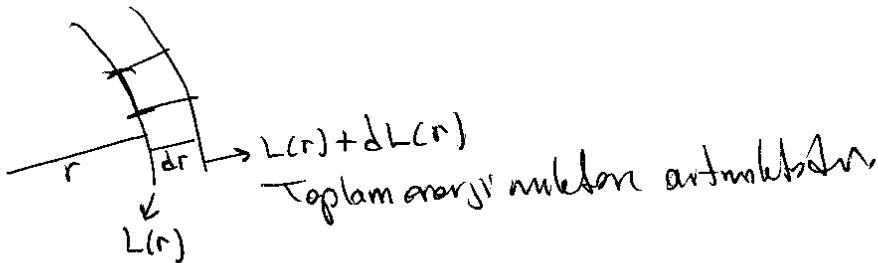 r
dr
L(r)
L(r) + dL(r)
Toplam enerji miktarı artmaktadır.